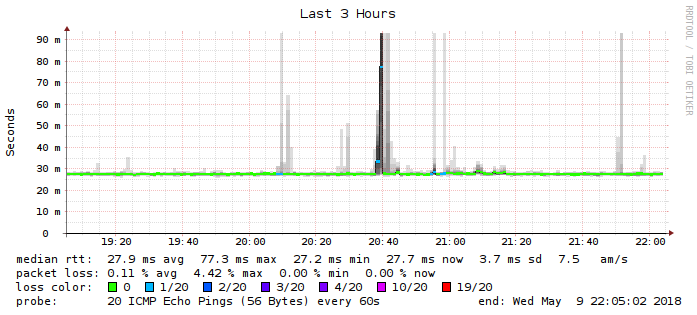 Last 3 Hours
RRDTOOL / TOBI OETIKER
Seconds
90 m
80 m
70 m
60 m
50 m
40 m
30 m
20 m
10 m
0
19:20 19:40 20:00 20:20 20:40 21:00 21:20 21:40 22:00
median rtt: 27.9 ms avg 77.3 ms max 27.2 ms min 27.7 ms now 3.7 ms sd 7.5 am/s
packet loss: 0.11 % avg 4.42 % max 0.00 % min 0.00 % now
loss color: 0 1/20 2/20 3/20 4/20 10/20 19/20
probe: 20 ICMP Echo Pings (56 Bytes) every 60s end: Wed May 9 22:05:02 2018